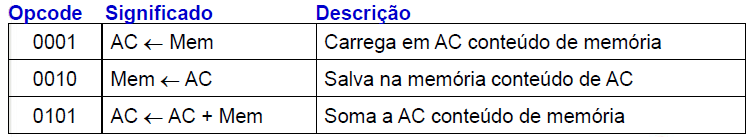 Opcode Significado Descrição
0001 AC ← Mem Carrega em AC conteúdo de memória
0010 Mem ← AC Salva na memória conteúdo de AC
0101 AC ← AC + Mem Soma a AC conteúdo de memória